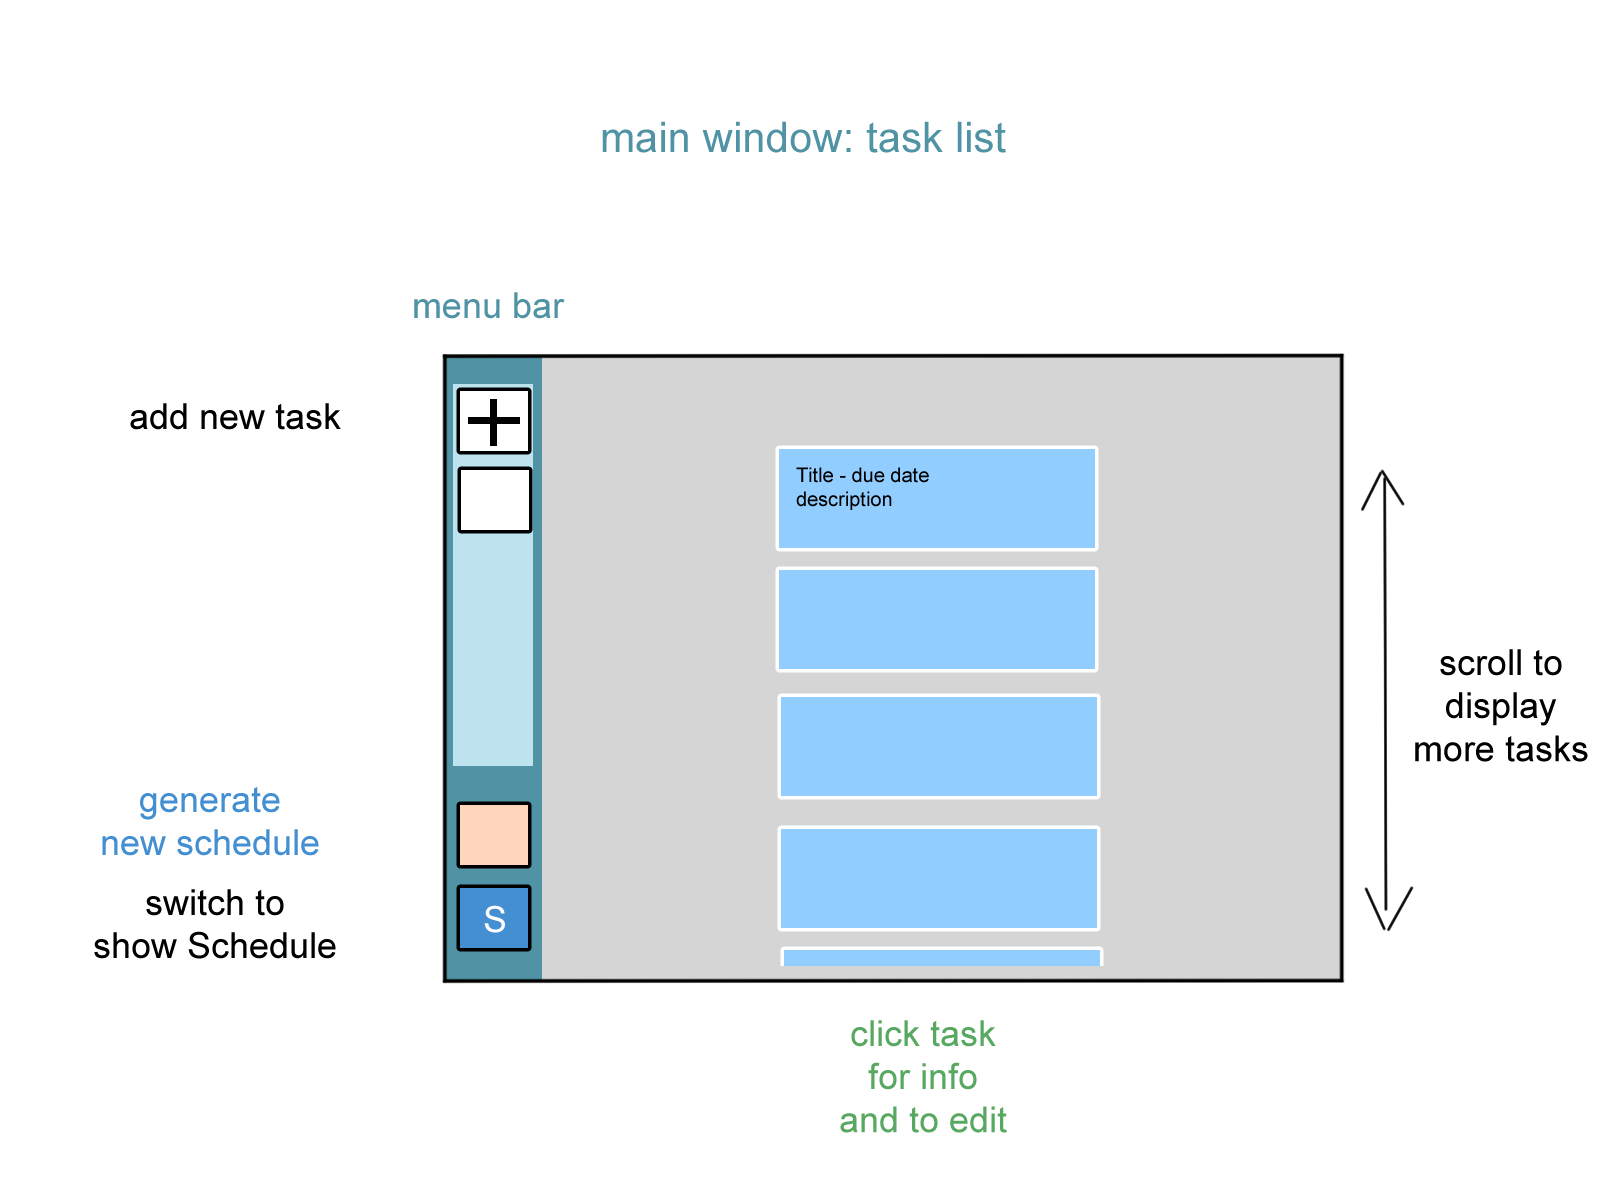 main window: task list
menu bar
add new task
Title - due date
description
scroll to
display
more tasks
generate
new schedule
switch to
show Schedule
S
click task
for info
and to edit